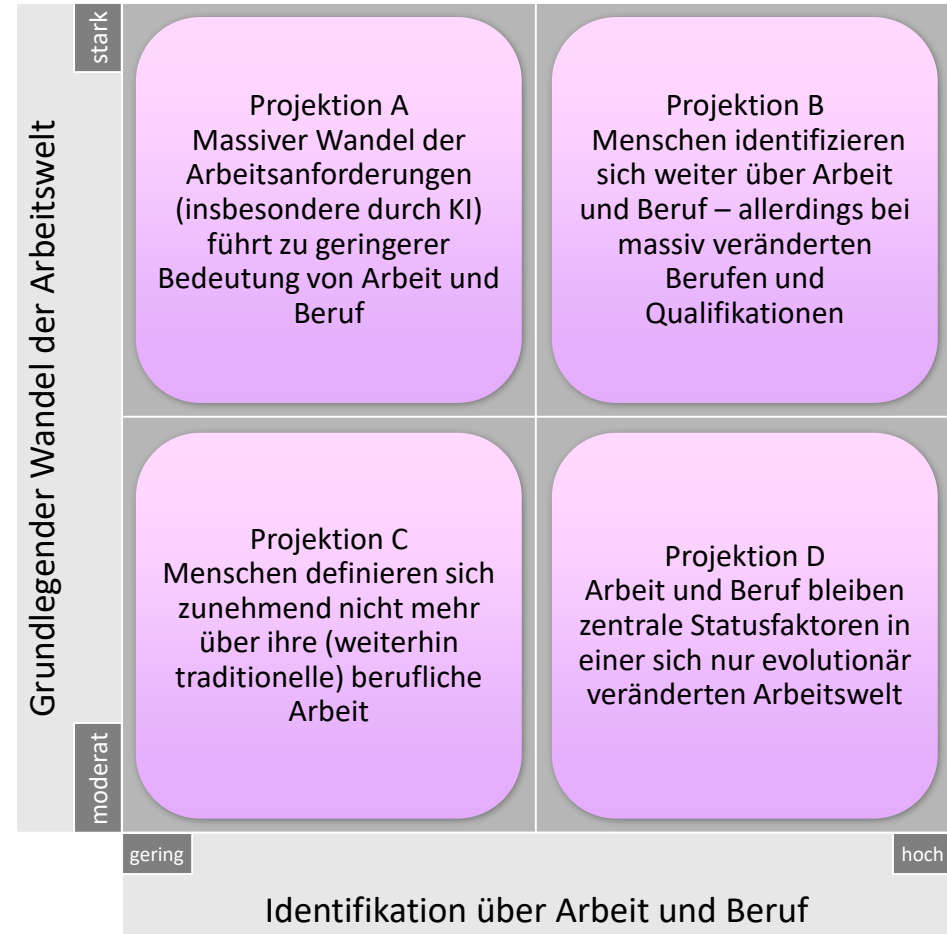 Grundlegender Wandel der Arbeitswelt
stark
moderat
Projektion A
Massiver Wandel der
Arbeitsanforderungen
(insbesondere durch KI)
führt zu geringerer
Bedeutung von Arbeit und
Beruf
Projektion B
Menschen identifizieren
sich weiter über Arbeit
und Beruf – allerdings bei
massiv veränderten
Berufen und
Qualifikationen
Projektion C
Menschen definieren sich
zunehmend nicht mehr
über ihre (weiterhin
traditionelle) berufliche
Arbeit
Projektion D
Arbeit und Beruf bleiben
zentrale Statusfaktoren in
einer sich nur evolutionär
veränderten Arbeitswelt
gering
hoch
Identifikation über Arbeit und Beruf